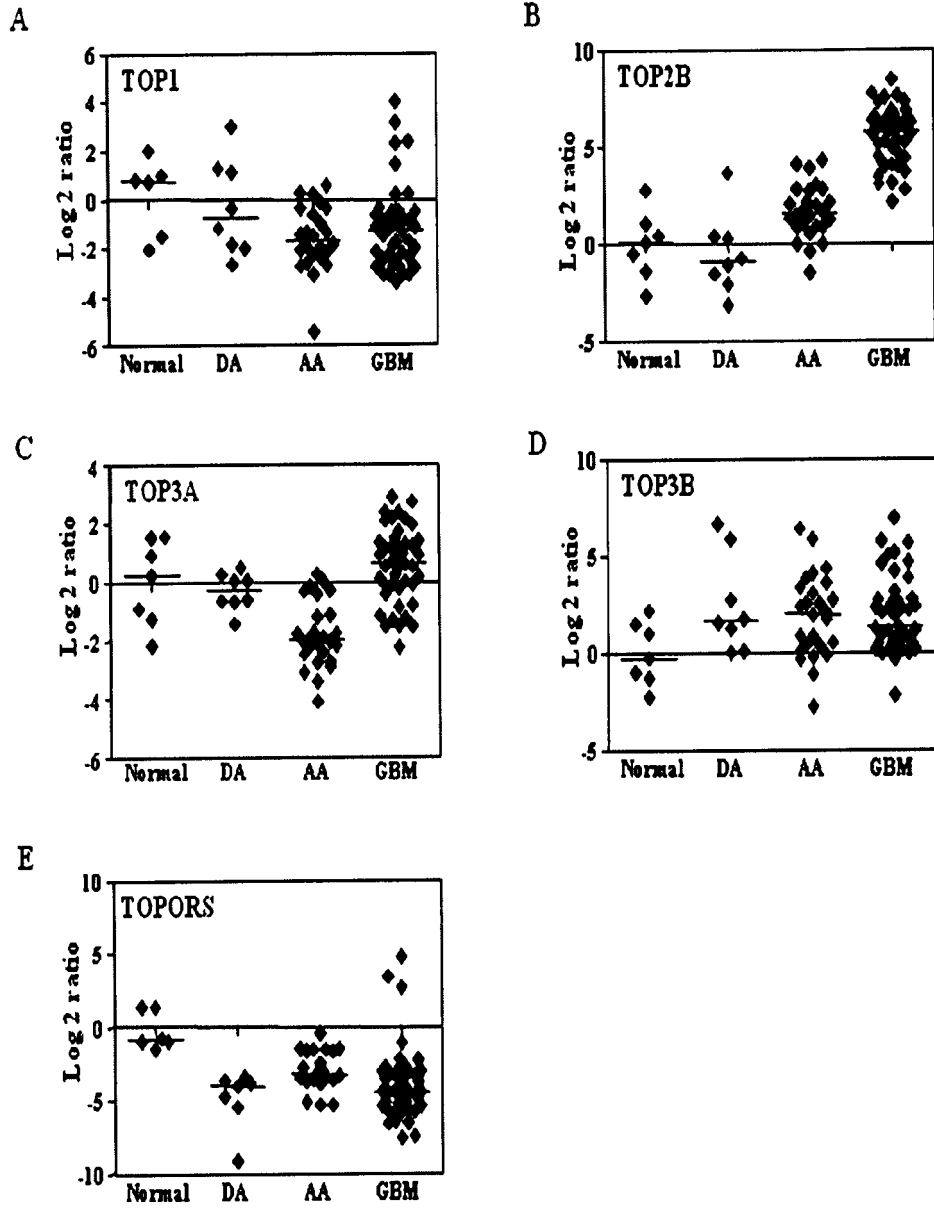 A
TOP1
Log 2 ratio
6
4
2
0
-2
-4
-6
Normal DA AA GBM
B
TOP2B
Log 2 ratio
10
5
0
-5
Normal DA AA GBM
C
TOP3A
Log 2 ratio
4
2
0
-2
-4
-6
Normal DA AA GBM
D
TOP3B
Log 2 ratio
10
5
0
-5
Normal DA AA GBM
E
TOPORS
Log 2 ratio
10
5
0
-5
-10
Normal DA AA GBM